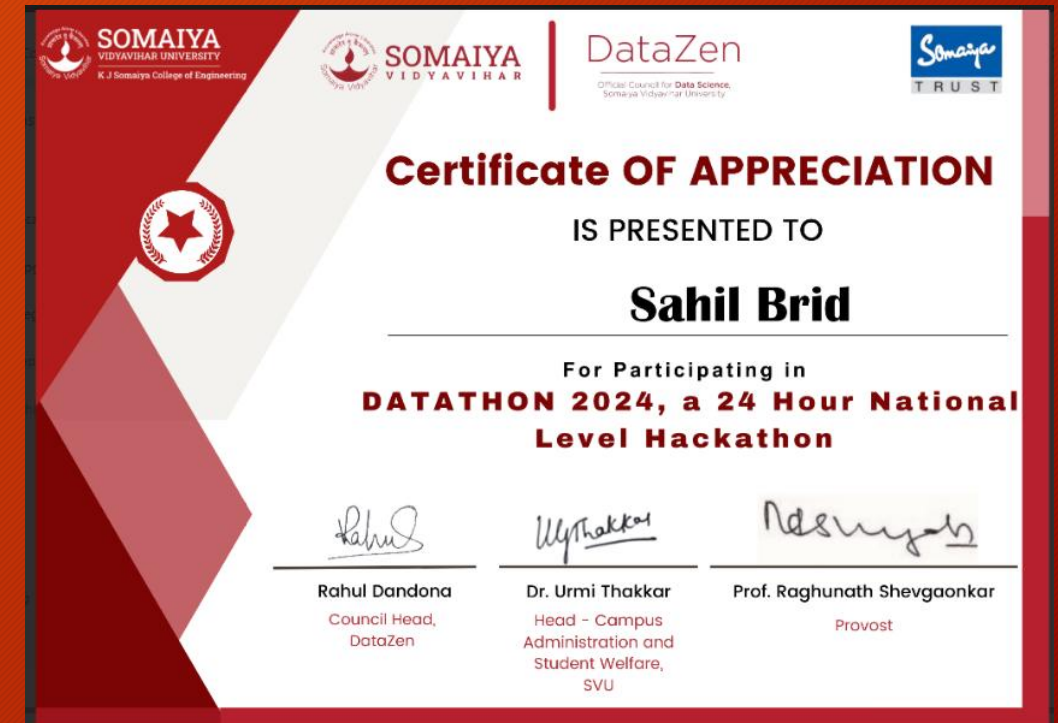 SOMAIYA
VIDYAVIHAR UNIVERSITY
K J Somaiya College of Engineering
SOMAIYA
VIDYAVIHAR
DataZen
Official Council for Data Science,
Somaiya Vidyavihar University
Somaiya
TRUST
Certificate OF APPRECIATION
IS PRESENTED TO
Sahil Brid
For Participating in
DATATHON 2024, a 24 Hour National
Level Hackathon
Rahul Dandona
Council Head,
DataZen
Dr. Urmi Thakkar
Head - Campus
Administration and
Student Welfare,
SVU
Prof. Raghunath Shevgaonkar
Provost